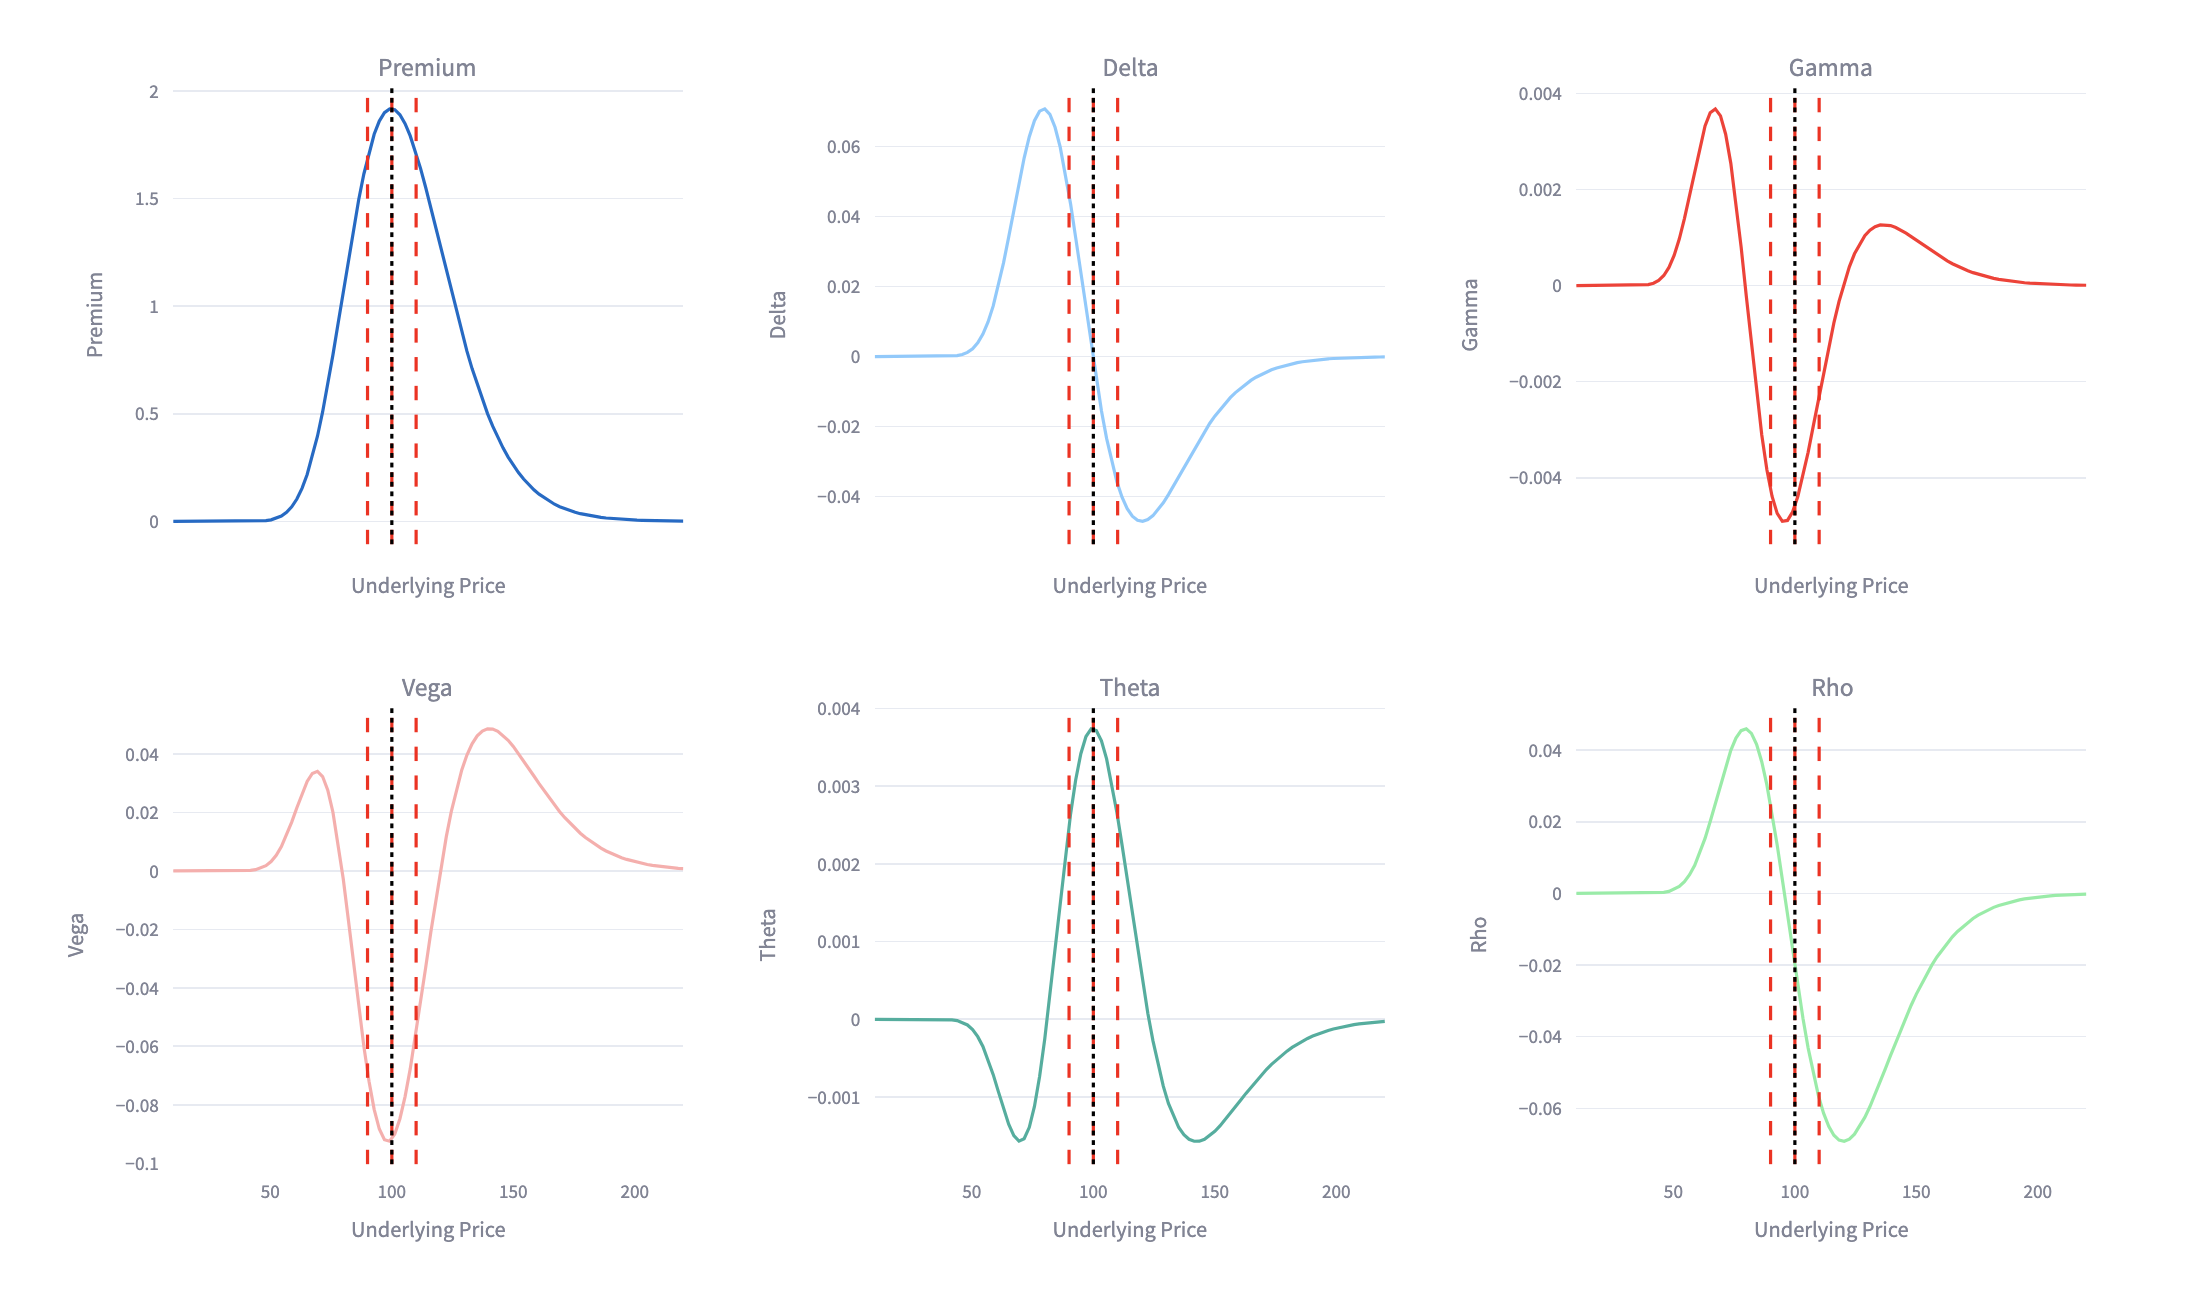 Premium
2
1.5
1
0.5
0
Premium
Underlying Price
Delta
0.06
0.04
0.02
0
−0.02
−0.04
Delta
Underlying Price
Gamma
0.004
0.002
0
−0.002
−0.004
Gamma
Underlying Price
Vega
0.04
0.02
0
−0.02
−0.04
−0.06
−0.08
−0.1
Vega
50 100 150 200
Underlying Price
Theta
0.004
0.003
0.002
0.001
0
−0.001
Theta
50 100 150 200
Underlying Price
Rho
0.04
0.02
0
−0.02
−0.04
−0.06
Rho
50 100 150 200
Underlying Price